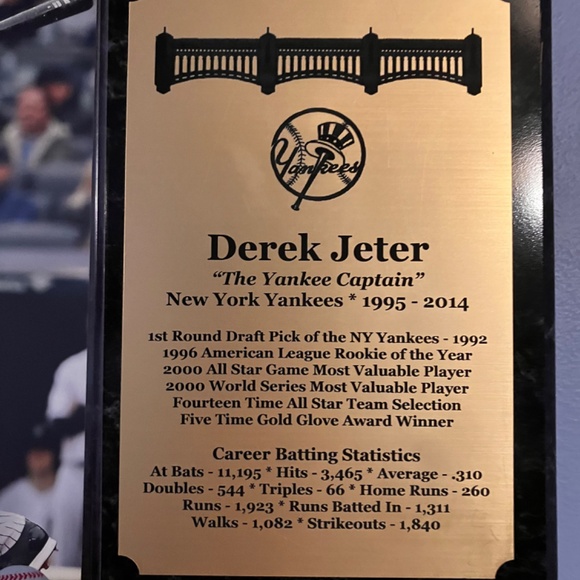 Yankees
Derek Jeter
“The Yankee Captain”
New York Yankees * 1995 - 2014
1st Round Draft Pick of the NY Yankees - 1992
1996 American League Rookie of the Year
2000 All Star Game Most Valuable Player
2000 World Series Most Valuable Player
Fourteen Time All Star Team Selection
Five Time Gold Glove Award Winner
Career Batting Statistics
At Bats - 11,195 * Hits - 3,465 * Average - .310
Doubles - 544 * Triples - 66 * Home Runs - 260
Runs - 1,923 * Runs Batted In - 1,311
Walks - 1,082 * Strikeouts - 1,840